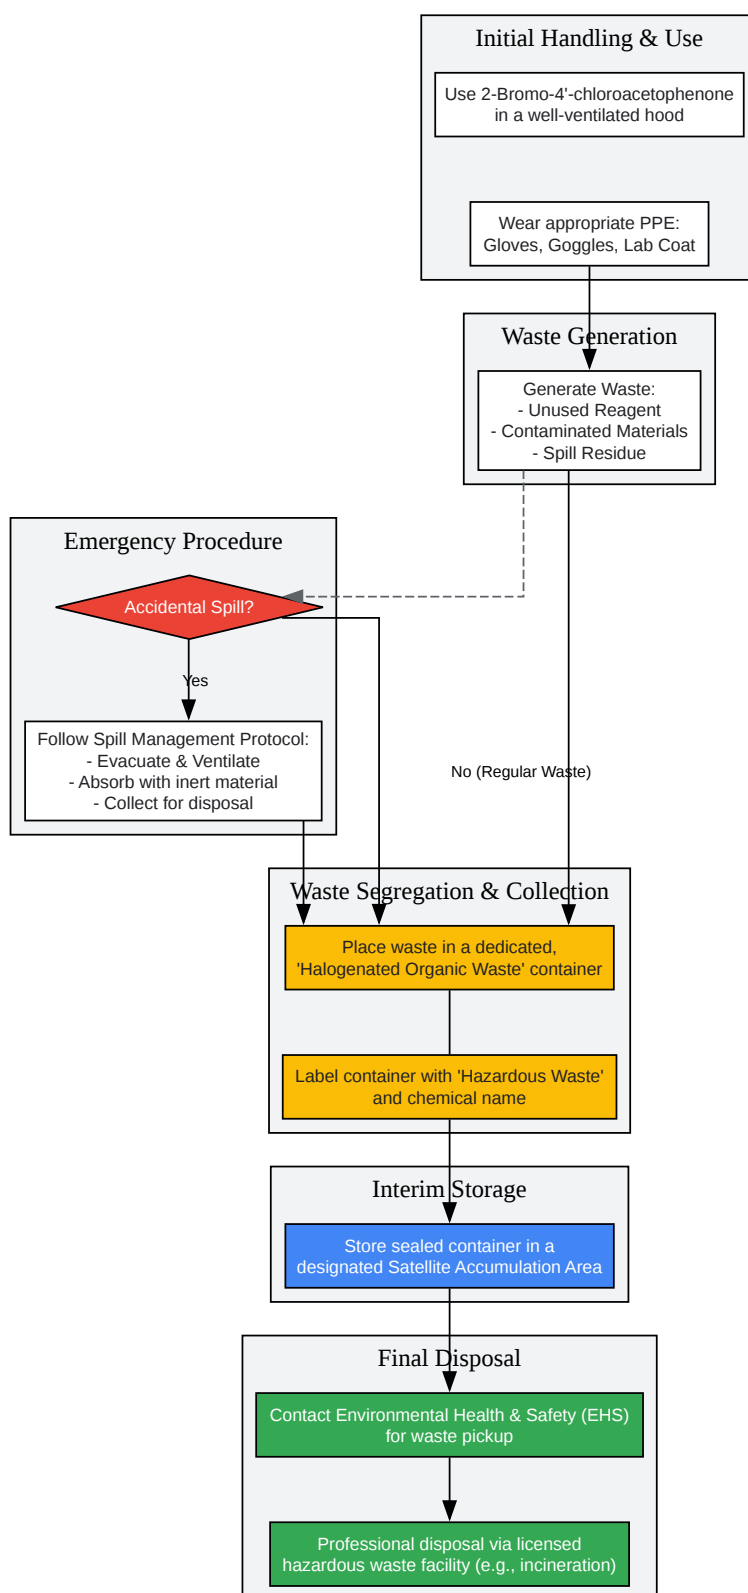 Initial Handling & Use
Use 2-Bromo-4'-chloroacetophenone
in a well-ventilated hood
Wear appropriate PPE:
Gloves, Goggles, Lab Coat
Waste Generation
Generate Waste:
- Unused Reagent
- Contaminated Materials
- Spill Residue
Emergency Procedure
Accidental Spill?
Yes
Follow Spill Management Protocol:
- Evacuate & Ventilate
- Absorb with inert material
- Collect for disposal
No (Regular Waste)
Waste Segregation & Collection
Place waste in a dedicated,
'Halogenated Organic Waste' container
Label container with 'Hazardous Waste'
and chemical name
Interim Storage
Store sealed container in a
designated Satellite Accumulation Area
Final Disposal
Contact Environmental Health & Safety (EHS)
for waste pickup
Professional disposal via licensed
hazardous waste facility (e.g., incineration)